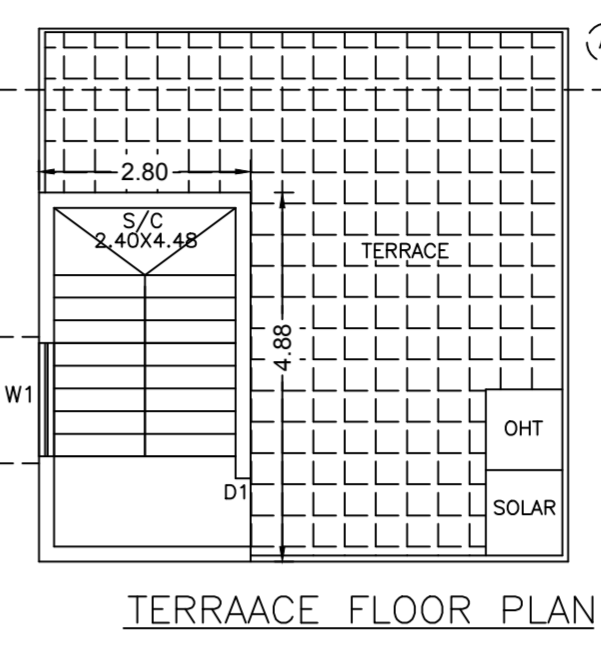 2.80
S/C
2.40X4.48
TERRACE
4.88
W1
OHT
D1
SOLAR
TERRAACE FLOOR PLAN